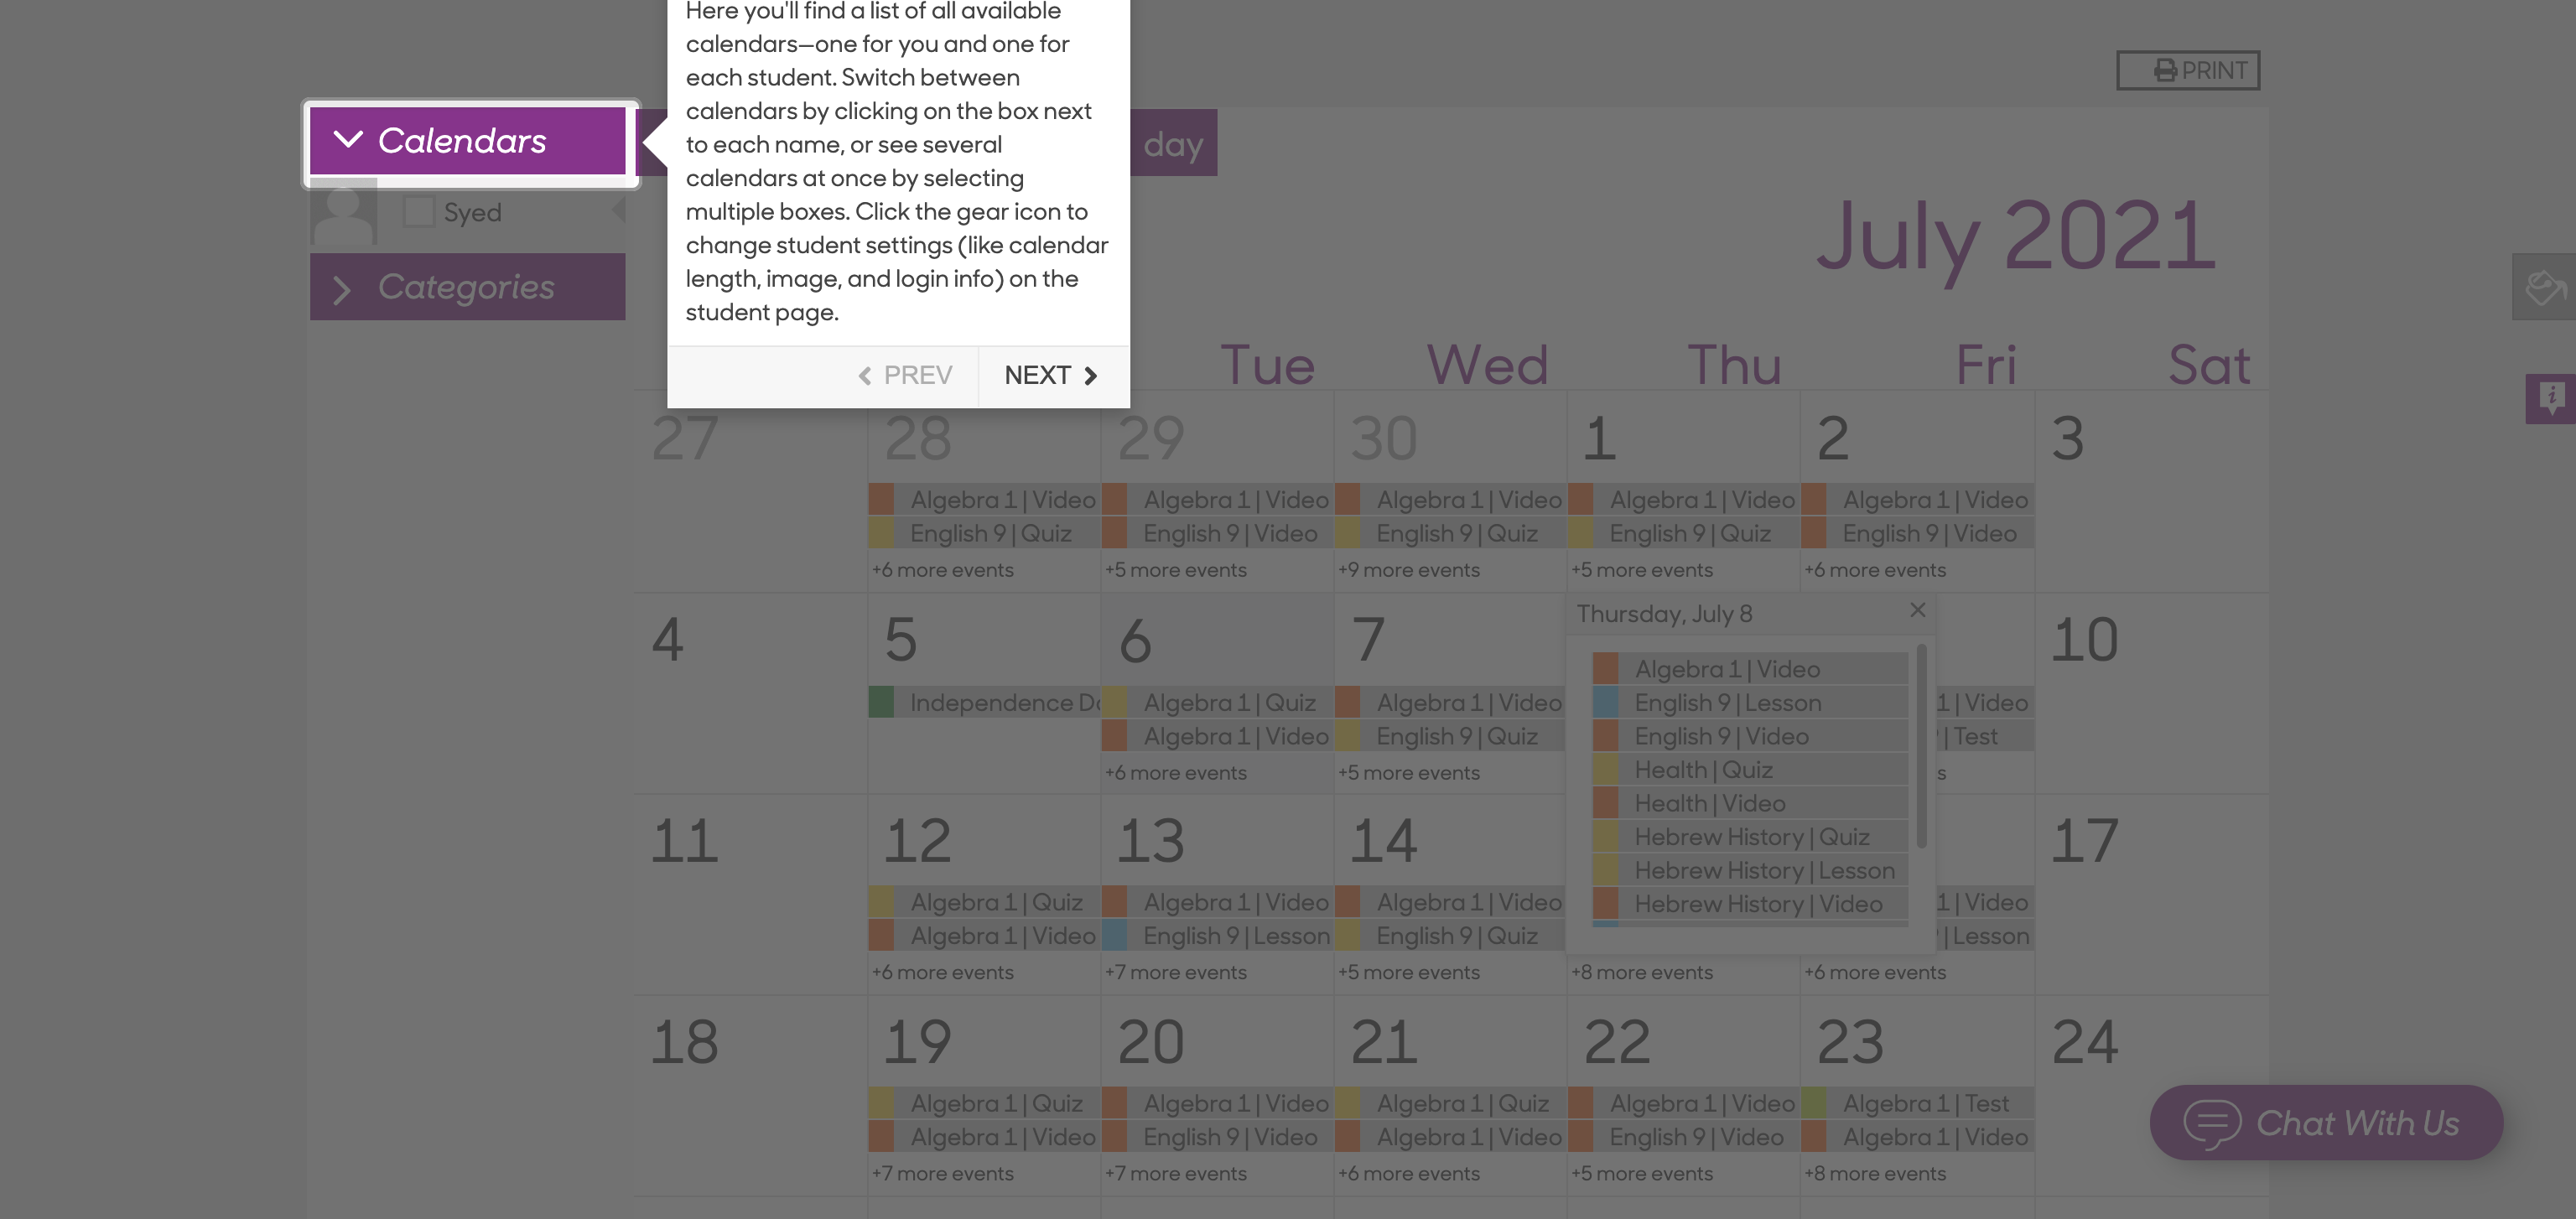 Here you'll find a list of all available
calendars—one for you and one for
each student. Switch between
calendars by clicking on the box next
to each name, or see several
calendars at once by selecting
multiple boxes. Click the gear icon to
change student settings (like calendar
length, image, and login info) on the
student page.
PREV NEXT
PRINT
Calendars
Syed
Categories
day
July 2021
Tue Wed Thu Fri Sat
27 28 29 30 1 2 3
Algebra 1 | Video Algebra 1 | Video Algebra 1 | Video Algebra 1 | Video Algebra 1 | Video
English 9 | Quiz English 9 | Video English 9 | Quiz English 9 | Quiz English 9 | Video
+6 more events +5 more events +9 more events +5 more events +6 more events
4 5 6 7 10
Independence Algebra 1 | Quiz Algebra 1 | Video 1 | Video
Algebra 1 | Video English 9 | Quiz | Test
+6 more events +5 more events
Thursday, July 8
Algebra 1 | Video
English 9 | Lesson
English 9 | Video
Health | Quiz
Health | Video
Hebrew History | Quiz
Hebrew History | Lesson
Hebrew History | Video
11 12 13 14 17
Algebra 1 | Quiz Algebra 1 | Video Algebra 1 | Video 1 | Video
Algebra 1 | Video English 9 | Lesson English 9 | Quiz | Lesson
+6 more events +7 more events +5 more events +8 more events +6 more events
18 19 20 21 22 23 24
Algebra 1 | Quiz Algebra 1 | Video Algebra 1 | Quiz Algebra 1 | Video Algebra 1 | Test
Algebra 1 | Video English 9 | Video Algebra 1 | Video English 9 | Video Algebra 1 | Video
+7 more events +7 more events +6 more events +5 more events +8 more events
Chat With Us